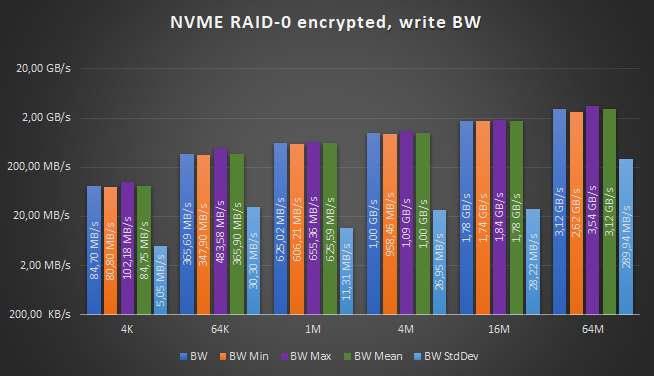 NVME RAID-0 encrypted, write BW
20,00 GB/s
2,00 GB/s
200,00 MB/s
20,00 MB/s
2,00 MB/s
200,00 KB/s
84,70 MB/s
80,80 MB/s
102,18 MB/s
84,75 MB/s
5,05 MB/s
365,69 MB/s
347,90 MB/s
483,58 MB/s
365,90 MB/s
30,30 MB/s
625,02 MB/s
606,21 MB/s
655,36 MB/s
625,59 MB/s
11,31 MB/s
1,00 GB/s
958,46 MB/s
1,09 GB/s
1,00 GB/s
26,95 MB/s
1,78 GB/s
1,74 GB/s
1,84 GB/s
1,78 GB/s
28,22 MB/s
3,12 GB/s
2,62 GB/s
3,54 GB/s
3,12 GB/s
289,94 MB/s
4K 64K 1M 4M 16M 64M
BW BW Min BW Max BW Mean BW StdDev